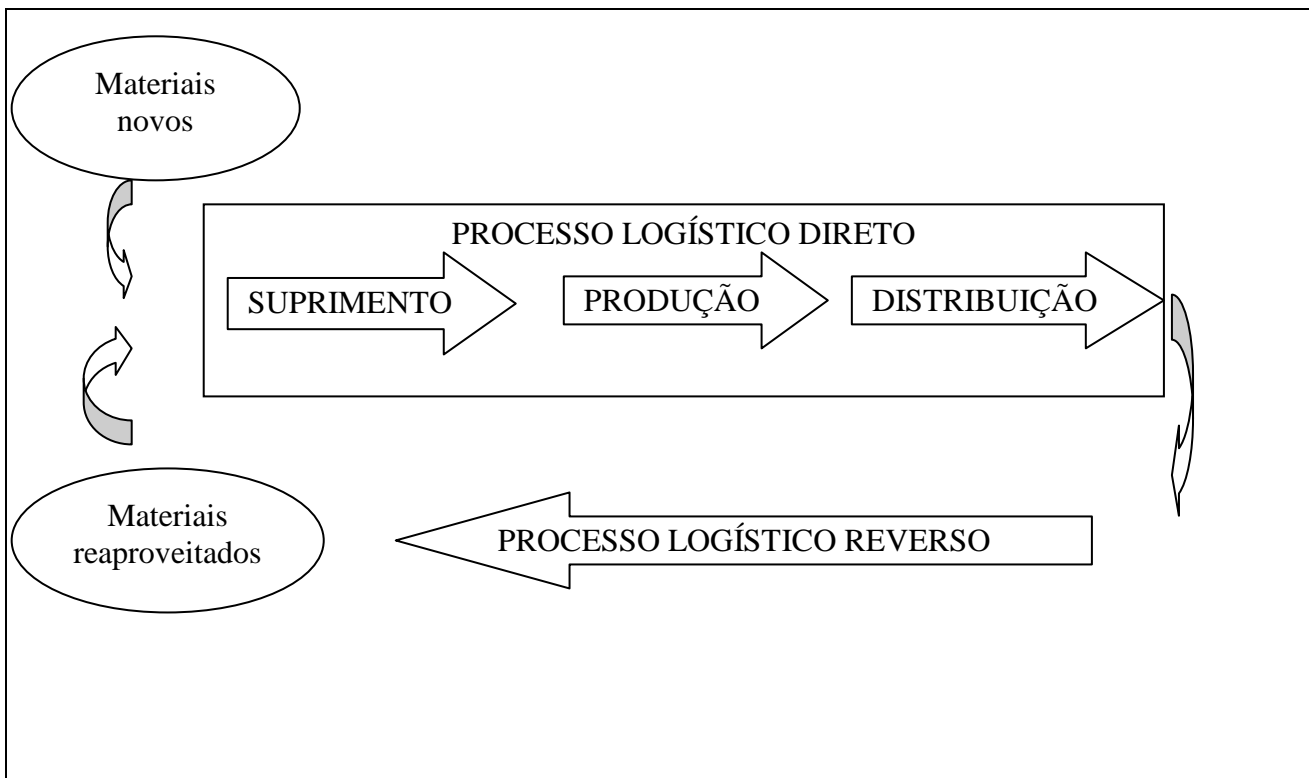 Materiais
novos
PROCESSO LOGÍSTICO DIRETO
SUPRIMENTO
PRODUÇÃO
DISTRIBUIÇÃO
Materiais
reaproveitados
PROCESSO LOGÍSTICO REVERSO